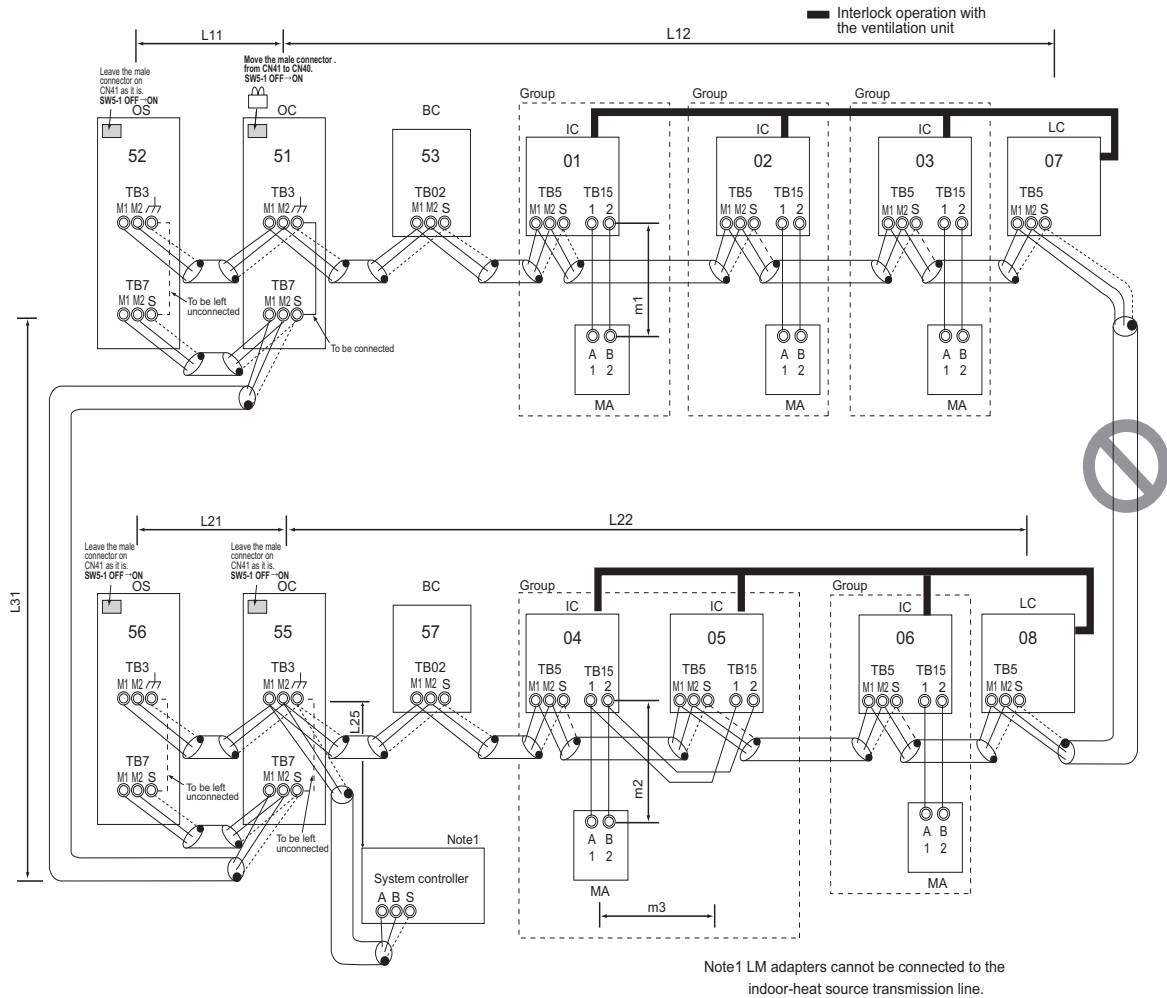 Interlock operation with
the ventilation unit
L11
L12
Leave the male
connector on
CN41 as it is.
SW5-1 OFF→ON
Move the male connector .
from CN41 to CN40.
SW5-1 OFF→ON
OS
OC
BC
Group
Group
Group
IC
IC
IC
LC
52
51
53
01
02
03
07
TB3
TB3
TB02
TB5 TB15
TB5 TB15
TB5 TB15
TB5
M1 M2
M1 M2
M1 M2 S
M1 M2 S 1 2
M1 M2 S 1 2
M1 M2 S 1 2
M1 M2 S
TB7
M1 M2 S
To be left
unconnected
TB7
M1 M2 S
To be connected
m1
A B
1 2
MA
A B
1 2
MA
A B
1 2
MA
L31
L21
L22
Leave the male
connector on
CN41 as it is.
SW5-1 OFF→ON
Leave the male
connector on
CN41 as it is.
SW5-1 OFF→ON
OS
OC
BC
Group
Group
IC
IC
IC
LC
56
55
57
04
05
06
08
TB3
TB3
TB02
TB5 TB15
TB5 TB15
TB5 TB15
TB5
M1 M2
M1 M2
M1 M2 S
M1 M2 S 1 2
M1 M2 S 1 2
M1 M2 S 1 2
M1 M2 S
L25
TB7
M1 M2 S
To be left
unconnected
TB7
M1 M2 S
To be left
unconnected
m2
A B
1 2
MA
A B
1 2
MA
m3
Note1
System controller
A B S
Note1 LM adapters cannot be connected to the
indoor-heat source transmission line.